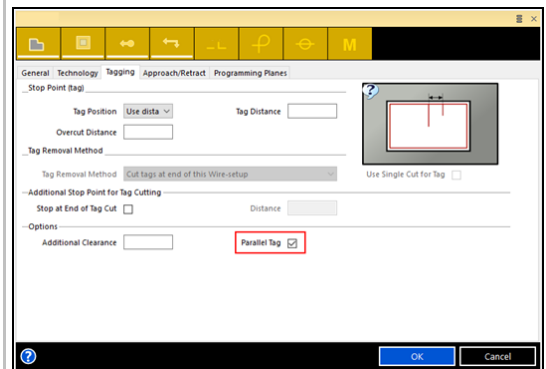 M
General Technology Tagging Approach/Retract Programming Planes
Stop Point (tag)
Tag Position Use dista Tag Distance
Overcut Distance
Tag Removal Method
Tag Removal Method Cut tags at end of this Wire-setup Use Single Cut for Tag
Additional Stop Point for Tag Cutting
Stop at End of Tag Cut Distance
Options
Additional Clearance Parallel Tag
? OK Cancel